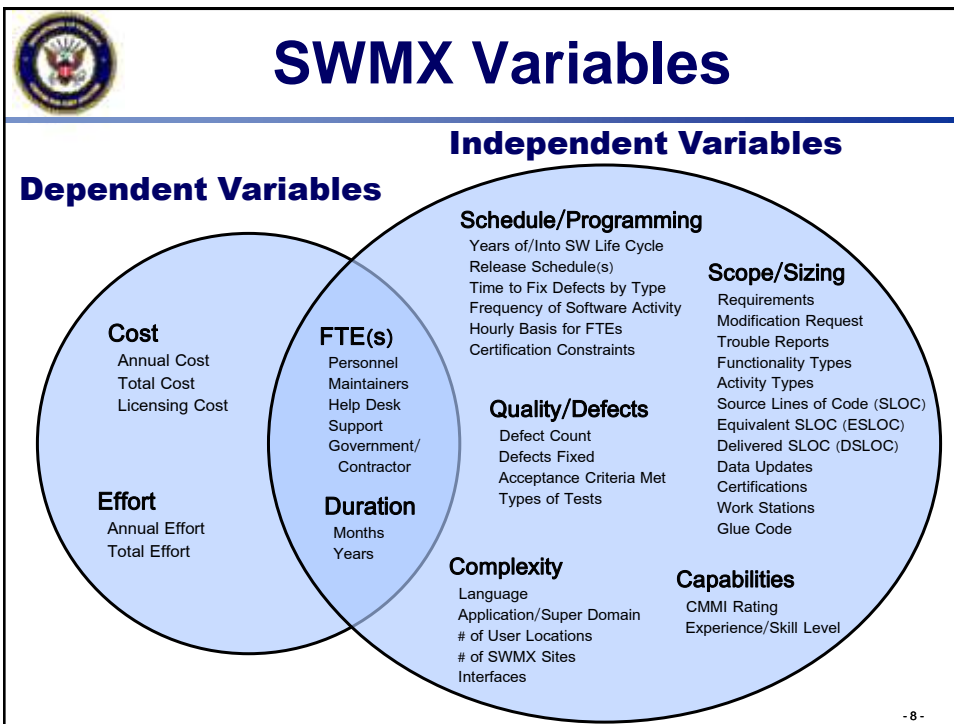 SWMX Variables
Independent Variables
Dependent Variables
Cost
Annual Cost
Total Cost
Licensing Cost
Effort
Annual Effort
Total Effort
FTE(s)
Personnel
Maintainers
Help Desk
Support
Government/
Contractor
Duration
Months
Years
Schedule/Programming
Years of/Into SW Life Cycle
Release Schedule(s)
Time to Fix Defects by Type
Frequency of Software Activity
Hourly Basis for FTEs
Certification Constraints
Quality/Defects
Defect Count
Defects Fixed
Acceptance Criteria Met
Types of Tests
Complexity
Language
Application/Super Domain
# of User Locations
# of SWMX Sites
Interfaces
Scope/Sizing
Requirements
Modification Request
Trouble Reports
Functionality Types
Activity Types
Source Lines of Code (SLOC)
Equivalent SLOC (ESLOC)
Delivered SLOC (DSLOC)
Data Updates
Certifications
Work Stations
Glue Code
Capabilities
CMMI Rating
Experience/Skill Level
- 8 -